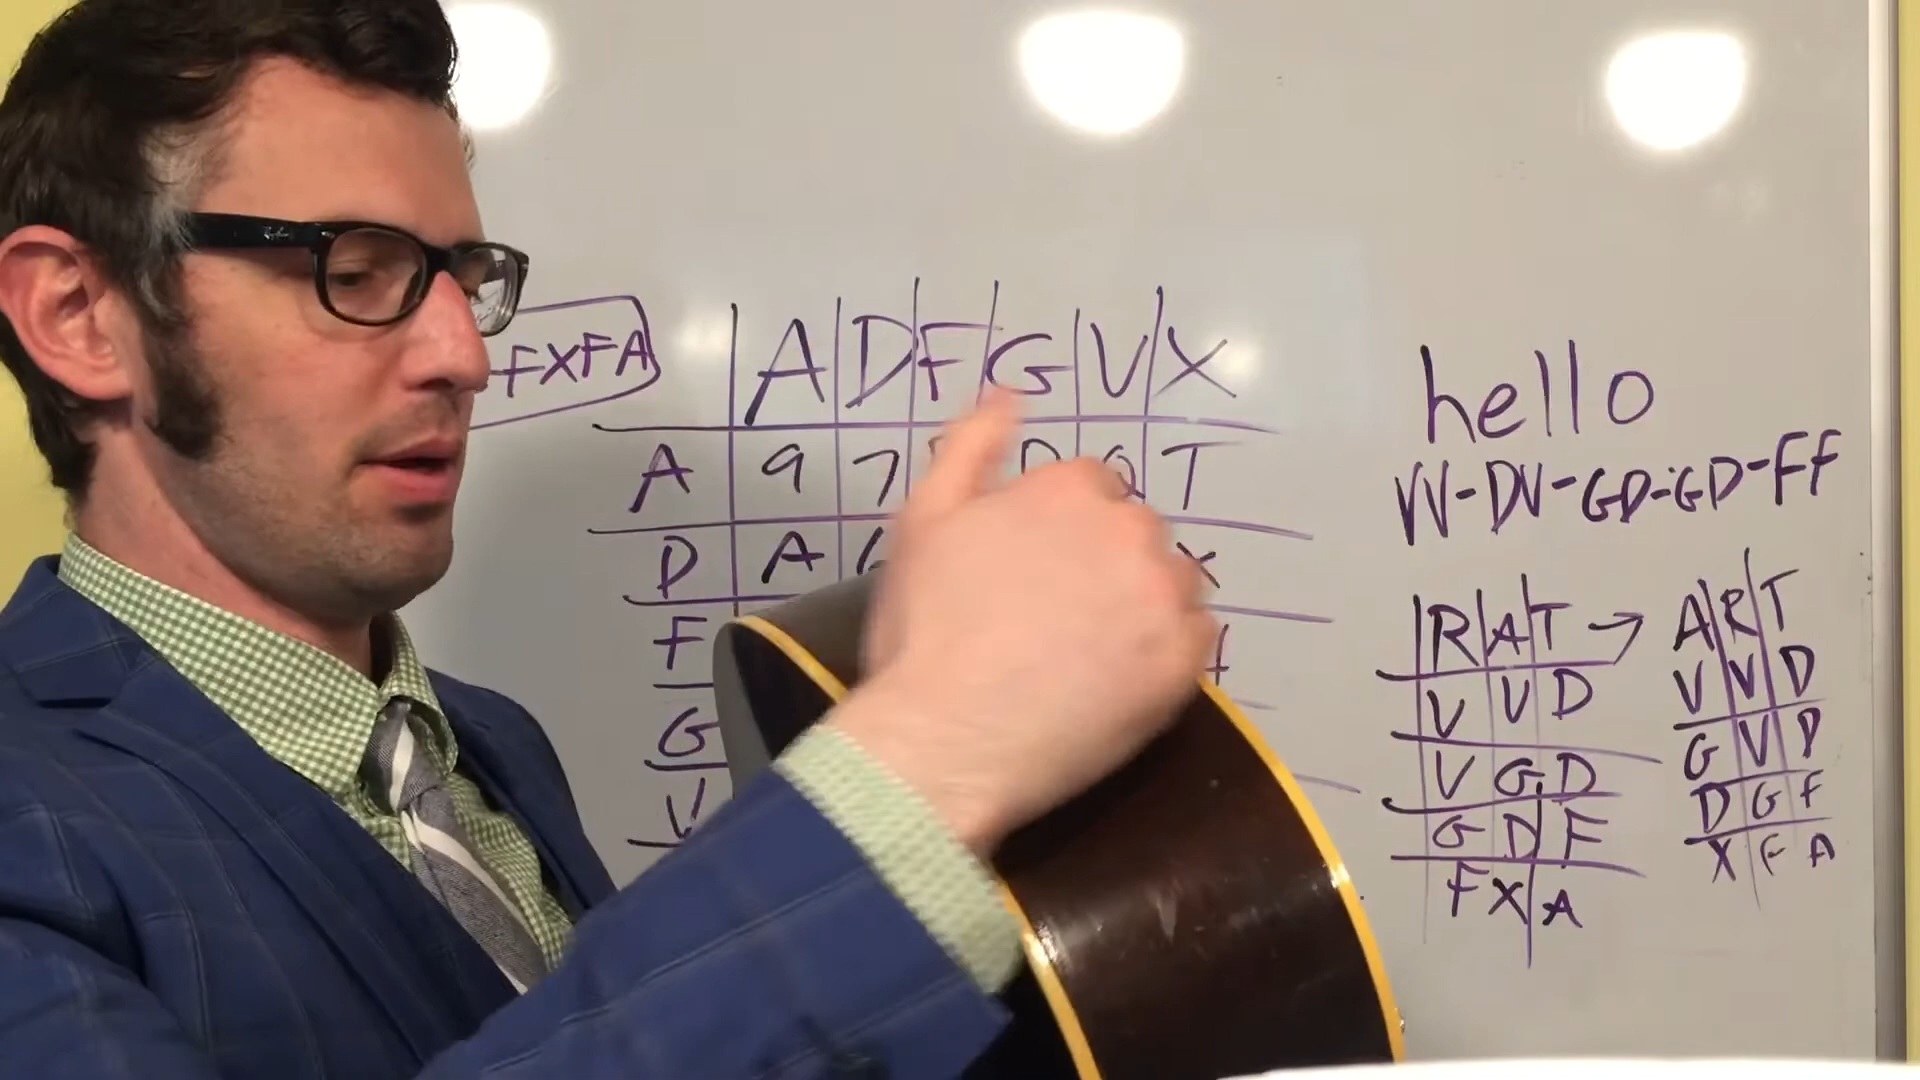 FXFA
A D F G V X
A 9 7 Q T
D A
F
G
V
hello
VV-DV-GD-GD-FF
R A T → A R T
V V D V V D
V G D G V D
G D F D G F
F X A X F A